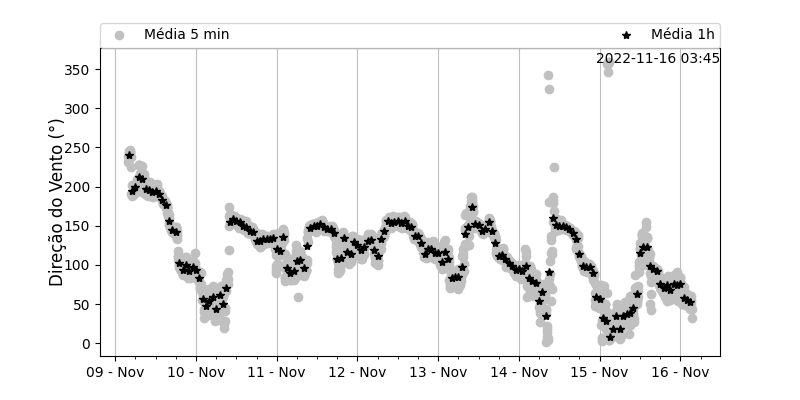 Média 5 min
Média 1h
2022-11-16 03:45
Direção do Vento (°)
350
300
250
200
150
100
50
0
09 - Nov
10 - Nov
11 - Nov
12 - Nov
13 - Nov
14 - Nov
15 - Nov
16 - Nov